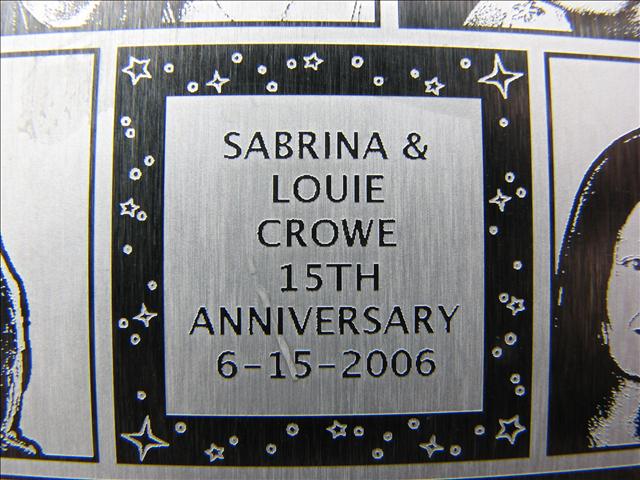 SABRINA &
LOUIE
CROWE
15TH
ANNIVERSARY
6-15-2006